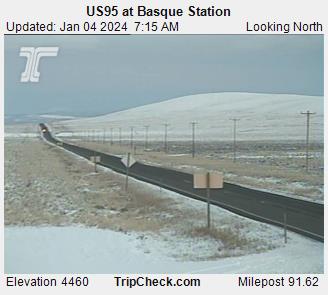 US95 at Basque Station
Updated: Jan 04 2024 7:15 AM Looking North
Elevation 4460 TripCheck.com Milepost 91.62